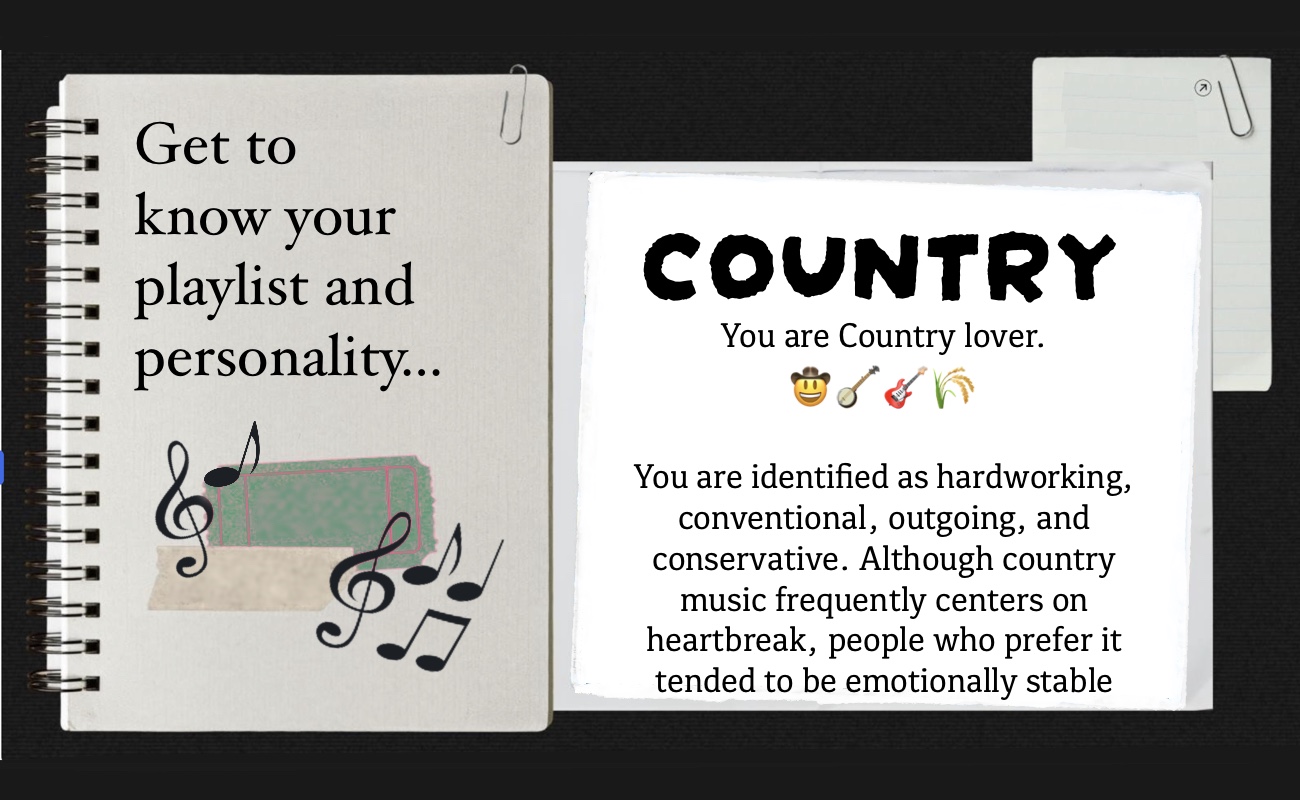 Get to
know your
playlist and
personality...
COUNTRY
You are Country lover.
🤠🪕🎸🌾
You are identified as hardworking,
conventional, outgoing, and
conservative. Although country
music frequently centers on
heartbreak, people who prefer it
tended to be emotionally stable